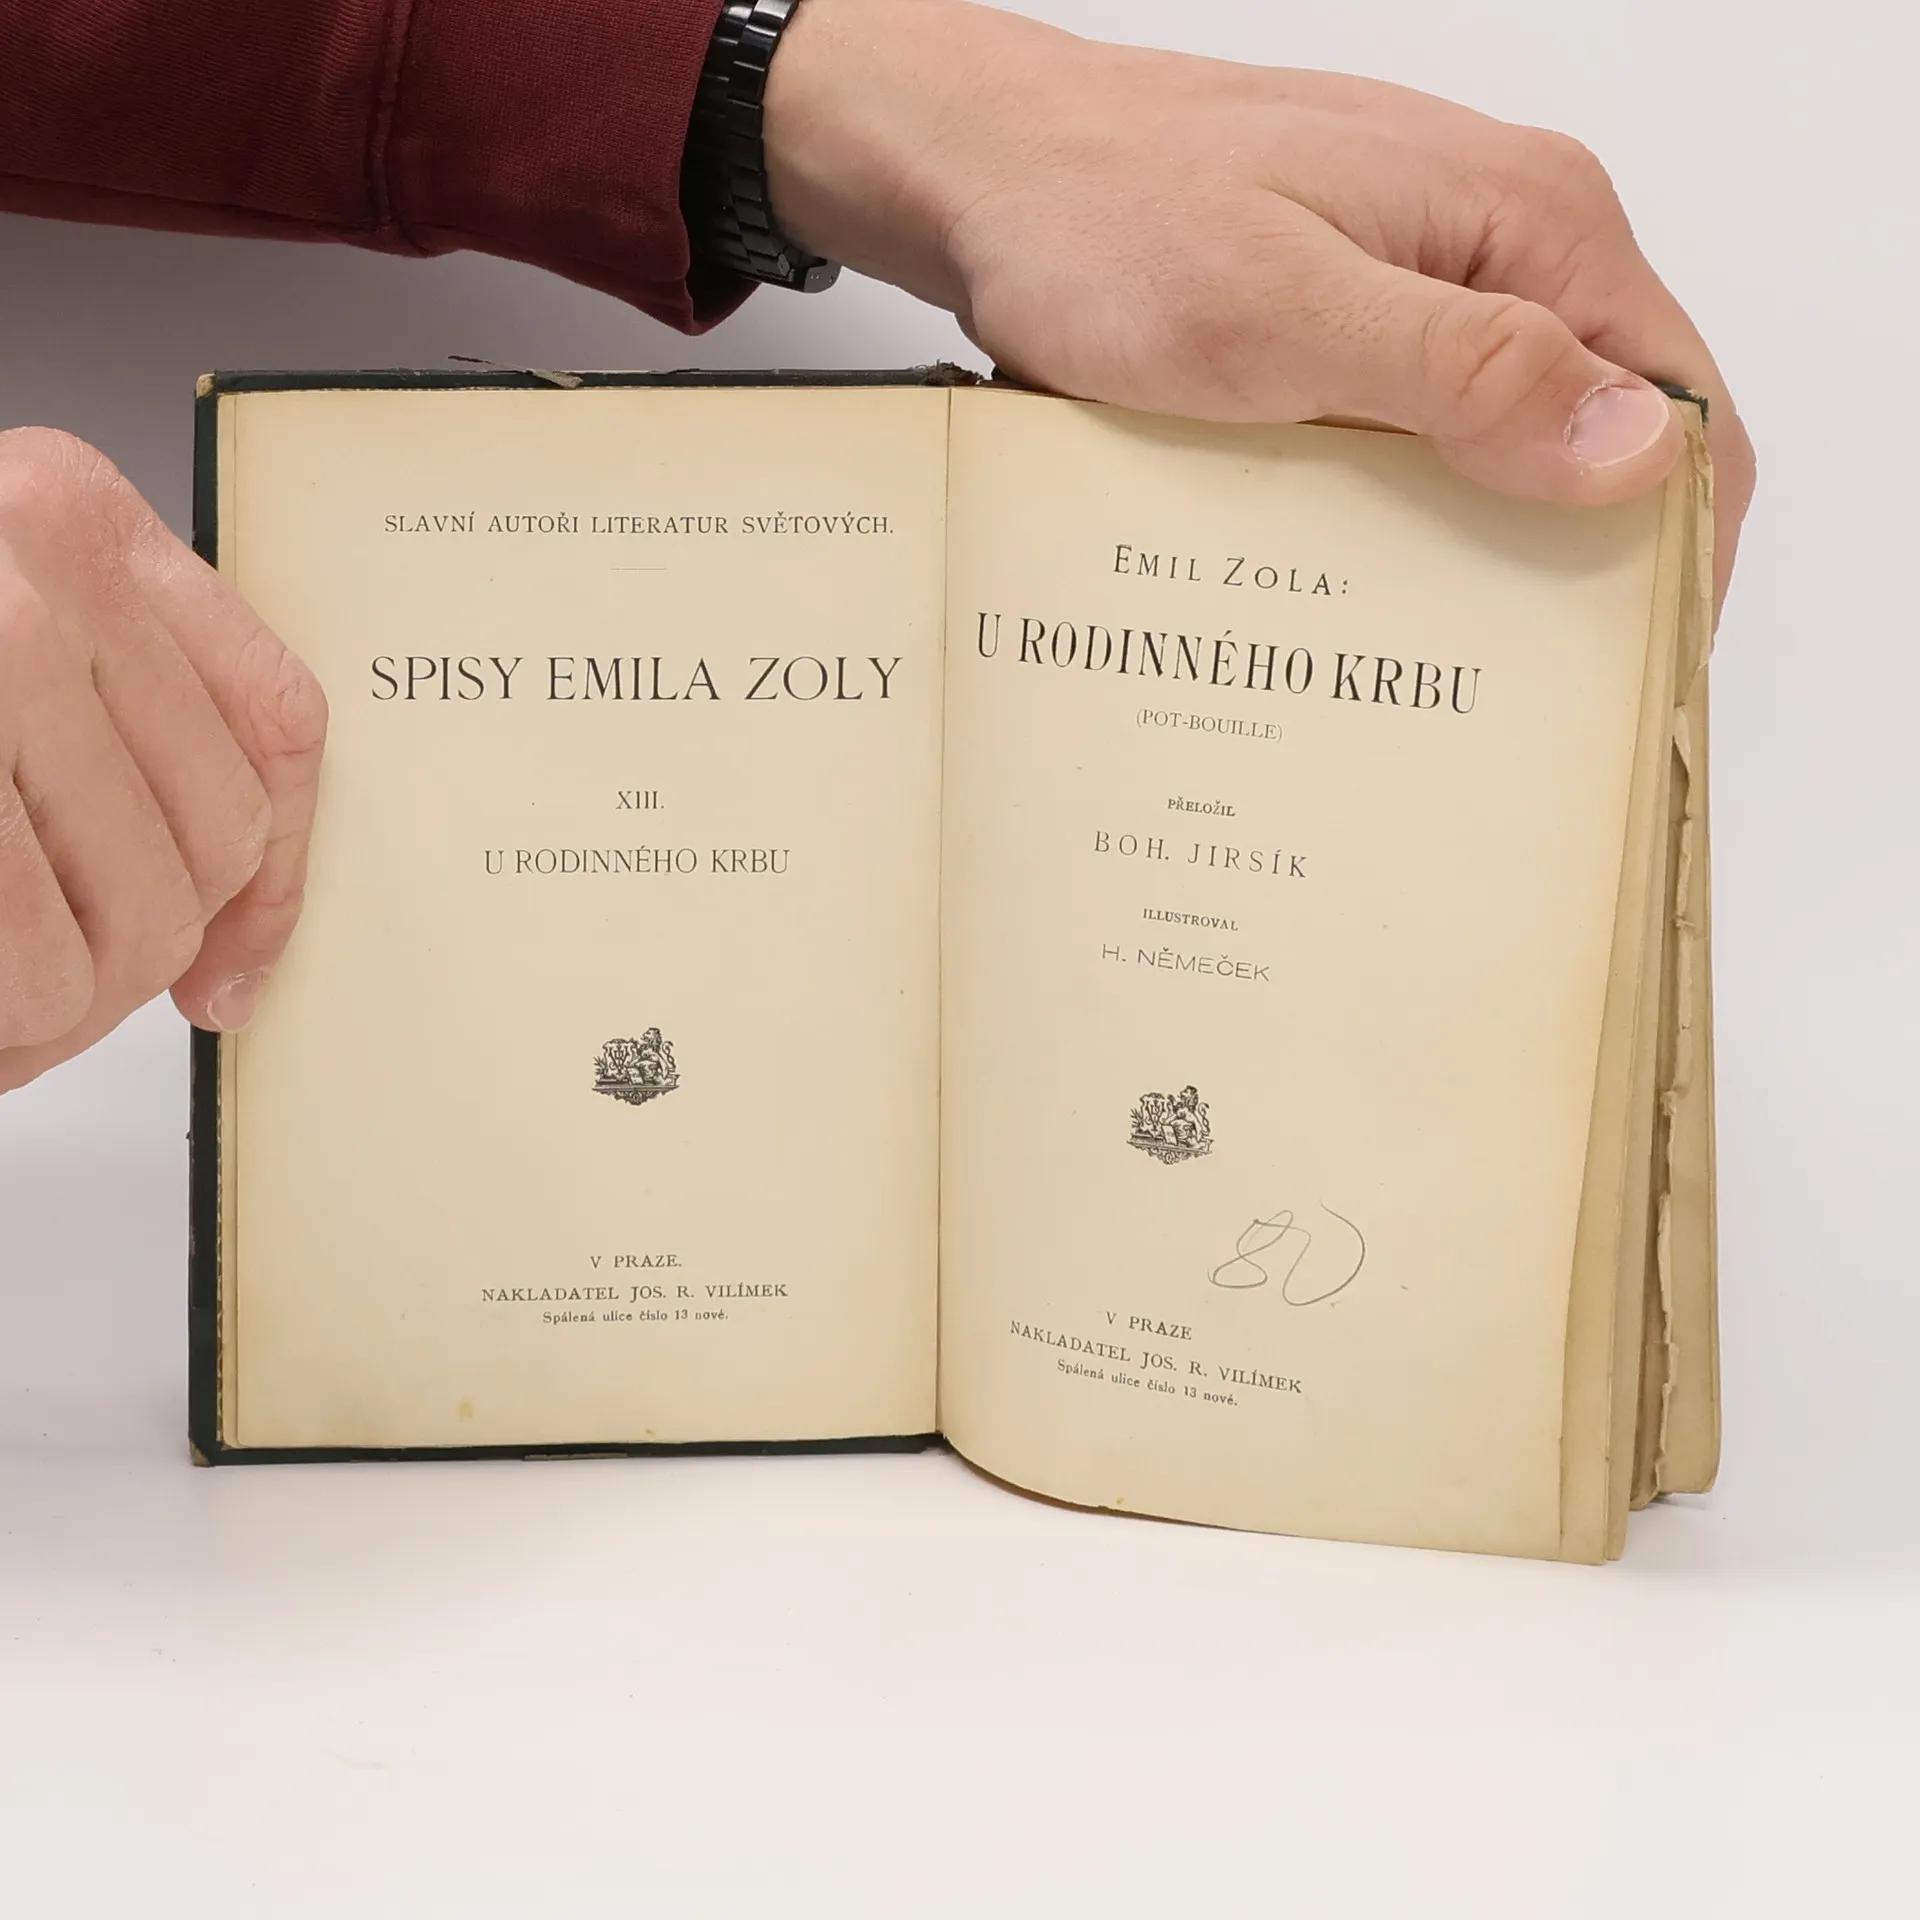 SLAVNÍ AUTOŘI LITERATUR SVĚTOVÝCH.
SPISY EMILA ZOLY
XIII.
U RODINNÉHO KRBU
V PRAZE.
NAKLADATEL JOS. R. VILÍMEK
Spálená ulice číslo 13 nové.
EMIL ZOLA:
U RODINNÉHO KRBU
(POT-BOUILLE)
PŘELOŽIL
BOH. JIRSÍK
ILLUSTROVAL
H. NĚMEČEK
V PRAZE
NAKLADATEL JOS. R. VILÍMEK
Spálená ulice číslo 13 nové.